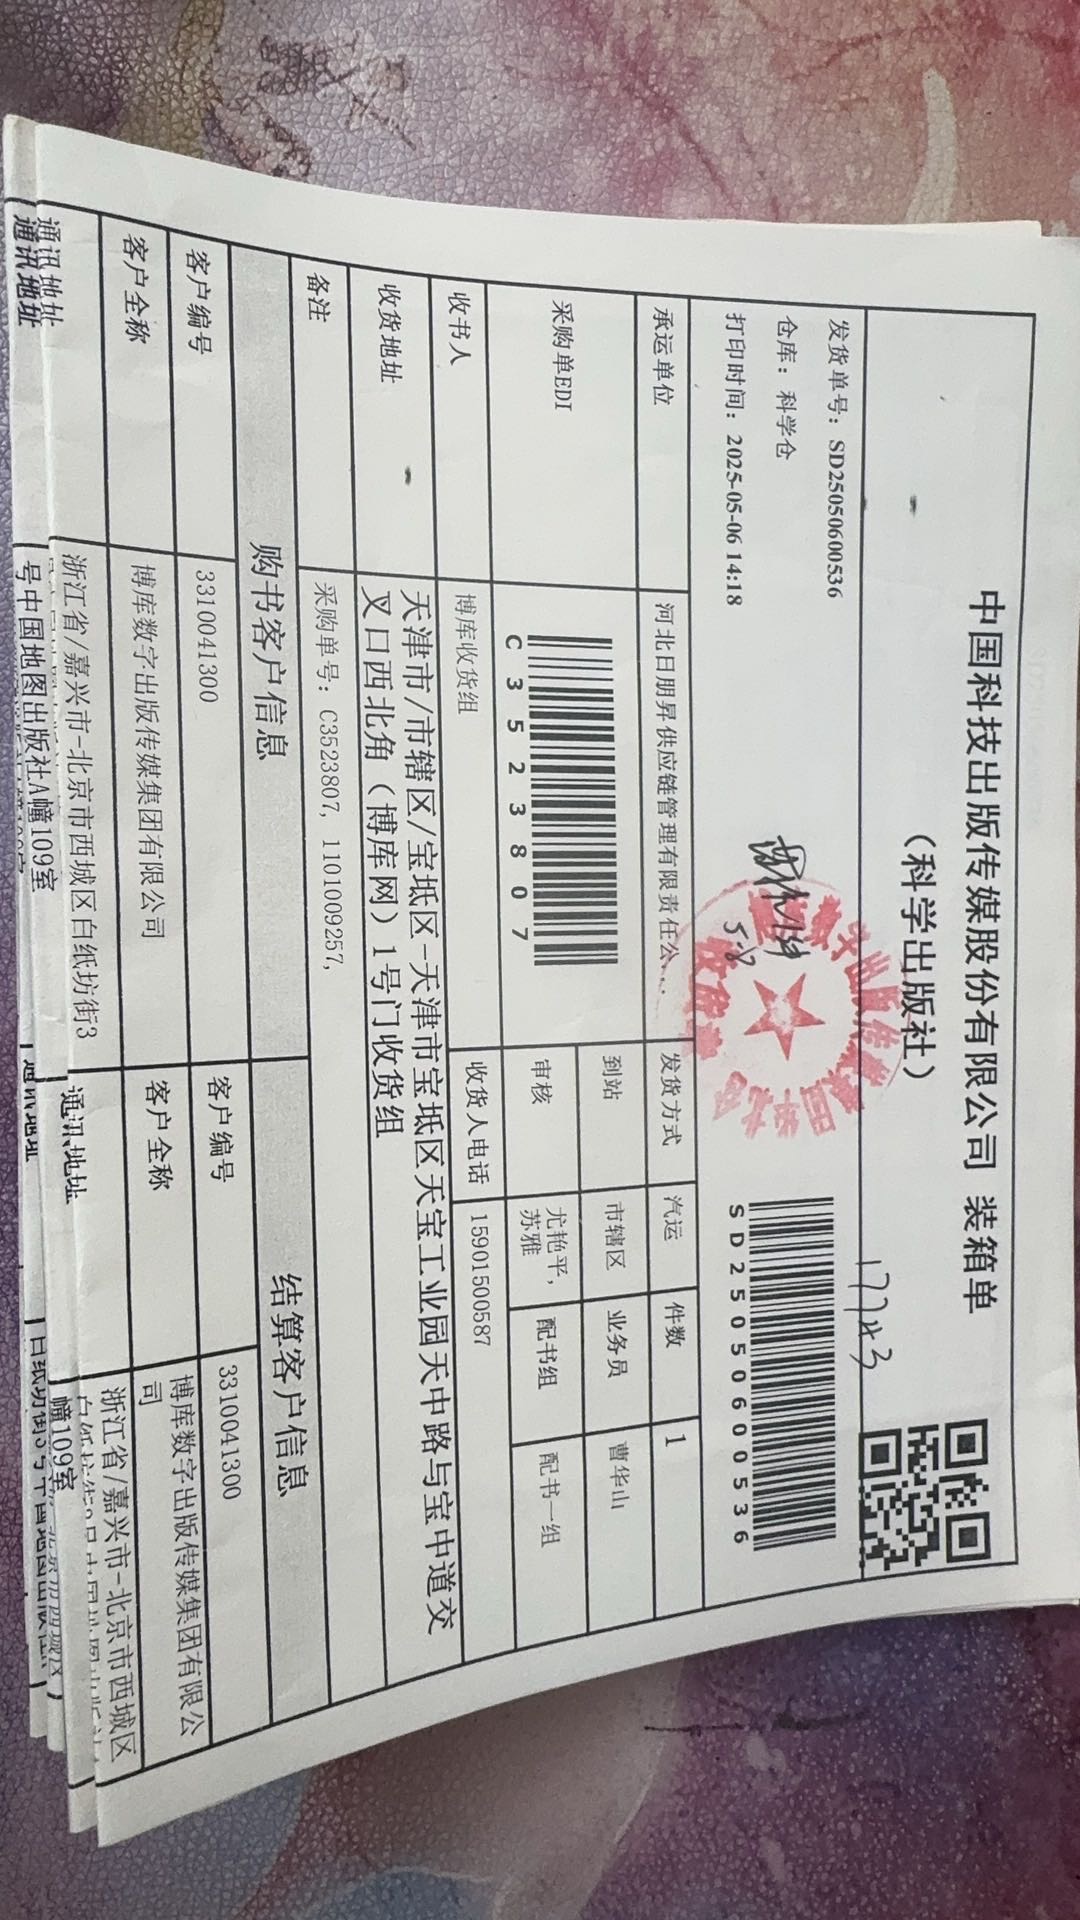 中国科技出版传媒股份有限公司 装箱单
（科学出版社）
17743
发货单号：SD2505060​0536
仓库：科学仓
打印时间：2025-05-06 14:18
5.8
SD25050600536
承运单位 河北日朋昇供应链管理有限责任公... 发货方式 汽运 件数 1
采购单EDI C3523807 到站 市辖区 业务员 曹华山
审核 尤艳平，苏雅 配书组 配书一组
收书人 博库收货组 收货人电话 15901500587
收货地址 天津市/市辖区/宝坻区-天津市宝坻区天宝工业园天中路与宝中道交
叉口西北角（博库网）1号门收货组
备注 采购单号：C3523807，1101009257，
购书客户信息 结算客户信息
客户编号 3310041300 客户编号 3310041300
客户全称 博库数字出版传媒集团有限公司 客户全称 博库数字出版传媒集团有限公
司
通讯地址 浙江省/嘉兴市-北京市西城区白纸坊街3 通讯地址 浙江省/嘉兴市-北京市西城区
通讯地址 号中国地图出版社A幢109室 幢109室